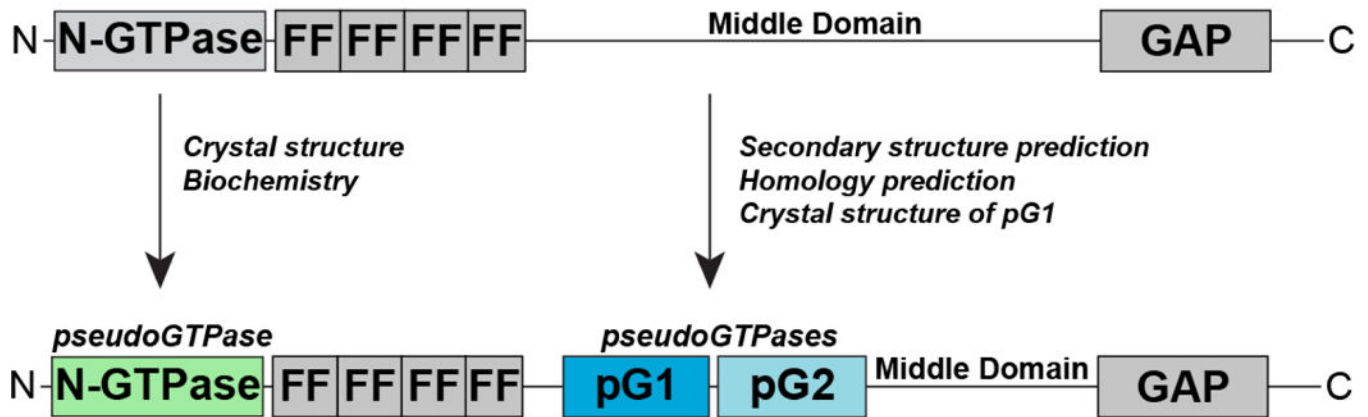 Middle Domain
N N-GTPase FF FF FF FF GAP C
Crystal structure
Biochemistry
Secondary structure prediction
Homology prediction
Crystal structure of pG1
pseudoGTPase pseudoGTPases
N N-GTPase FF FF FF FF pG1 pG2 Middle Domain GAP C